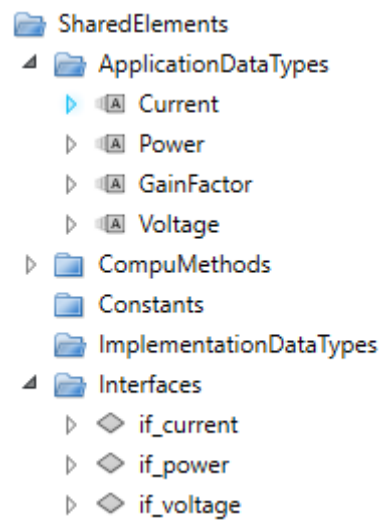 SharedElements
ApplicationDataTypes
A Current
A Power
A GainFactor
A Voltage
CompuMethods
Constants
ImplementationDataTypes
Interfaces
if_current
if_power
if_voltage